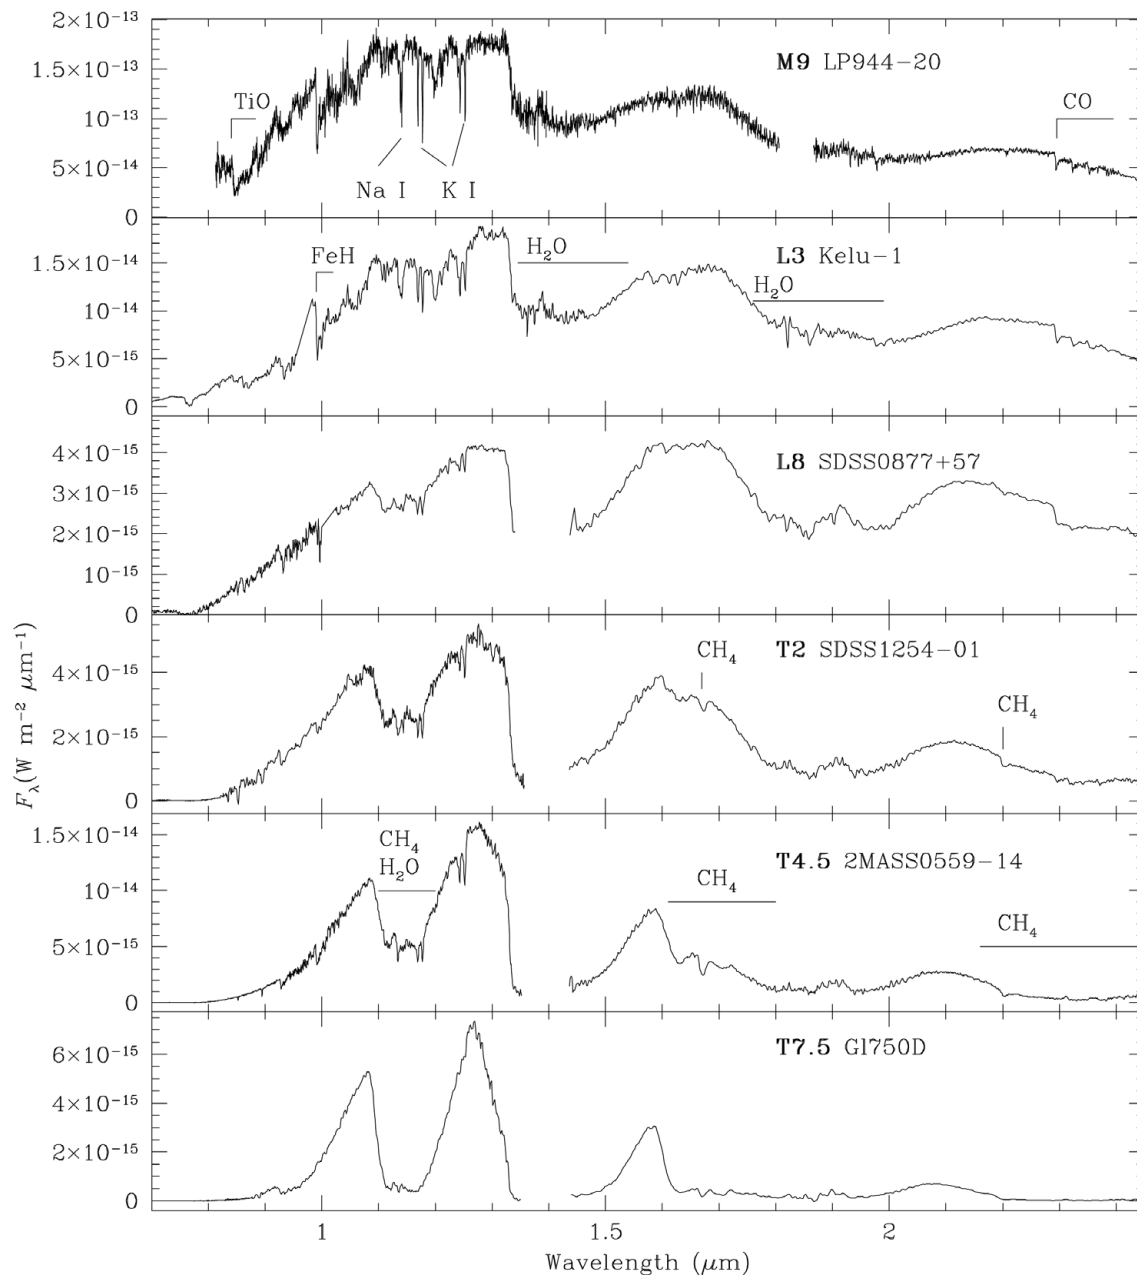 2×10⁻¹³
1.5×10⁻¹³
10⁻¹³
5×10⁻¹⁴
0
TiO
Na I
K I
M9 LP944−20
CO
1.5×10⁻¹⁴
10⁻¹⁴
5×10⁻¹⁵
0
FeH
H₂O
L3 Kelu−1
H₂O
4×10⁻¹⁵
3×10⁻¹⁵
2×10⁻¹⁵
10⁻¹⁵
0
L8 SDSS0877+57
F_λ(W m⁻² μm⁻¹)
4×10⁻¹⁵
2×10⁻¹⁵
0
CH₄
T2 SDSS1254−01
CH₄
1.5×10⁻¹⁴
10⁻¹⁴
5×10⁻¹⁵
0
CH₄
H₂O
CH₄
T4.5 2MASS0559−14
CH₄
6×10⁻¹⁵
4×10⁻¹⁵
2×10⁻¹⁵
0
T7.5 Gl750D
1 1.5 2
Wavelength (μm)